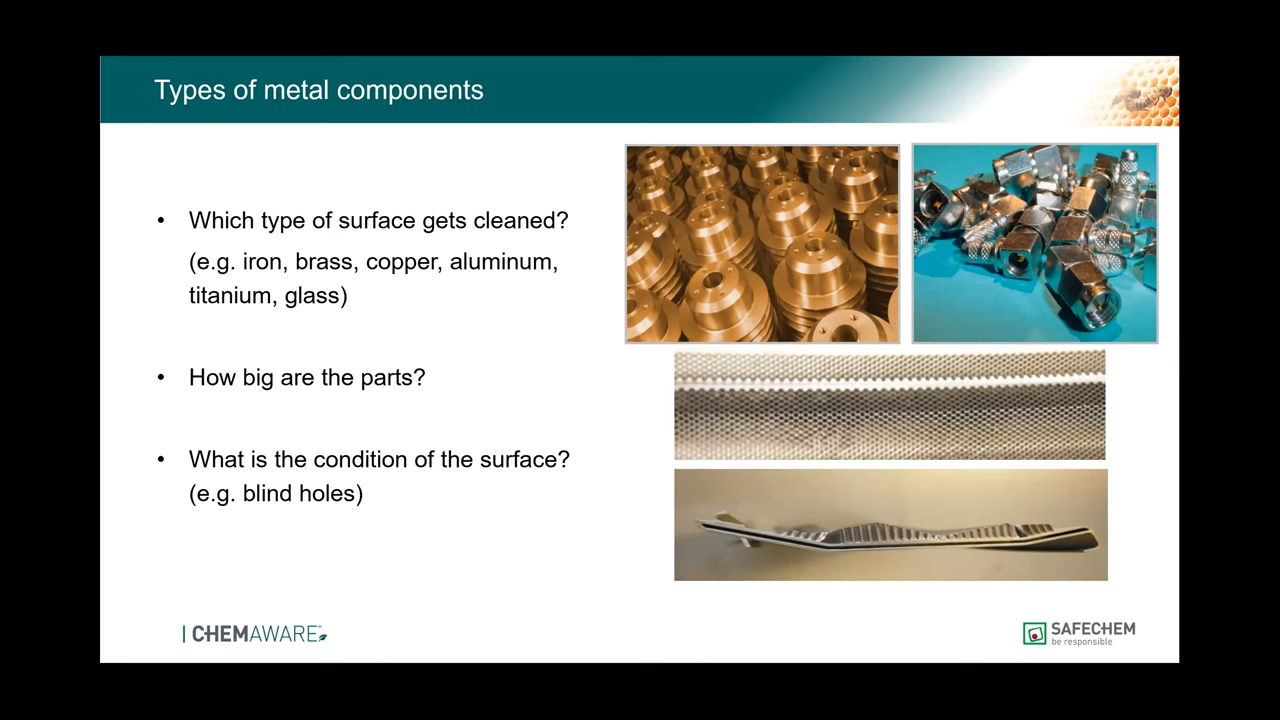 Types of metal components
• Which type of surface gets cleaned?
(e.g. iron, brass, copper, aluminum,
titanium, glass)
• How big are the parts?
• What is the condition of the surface?
(e.g. blind holes)
CHEMAWARE
SAFECHEM
be responsible